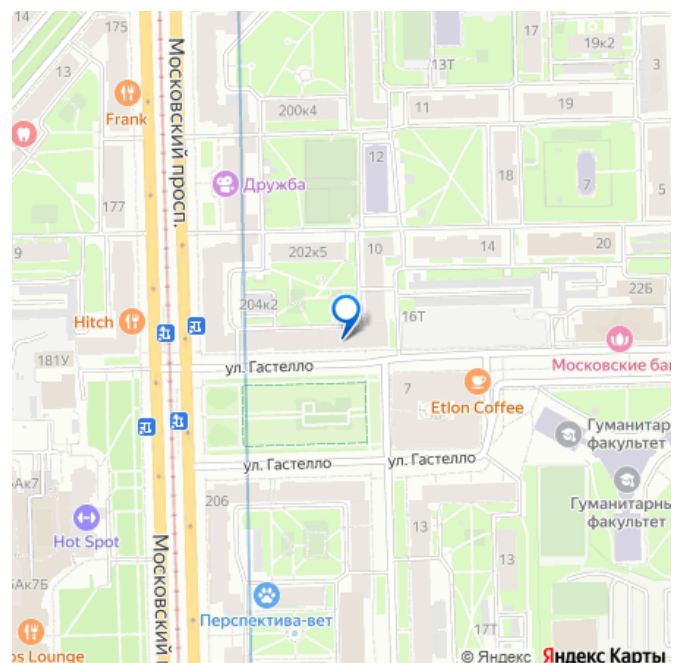 14
175
17
19к2
13
13Т
3
Frank
200к4
11
19
Московский просп.
12
18
Дружба
7
5
177
202к5
10
14
20
9
204к2
22Б
Hitch
16Т
181У
ул. Гастелло
Московские ба
7
Etlon Coffee
Гуманитар
факультет
ул. Гастелло
ул. Гастелло
5Ак7
206
Гуманитарны
факультет
Hot Spot
13
13
Московский
5Ак7Б
Перспектива-вет
17Т
os Lounge
© Яндекс Яндекс Карты